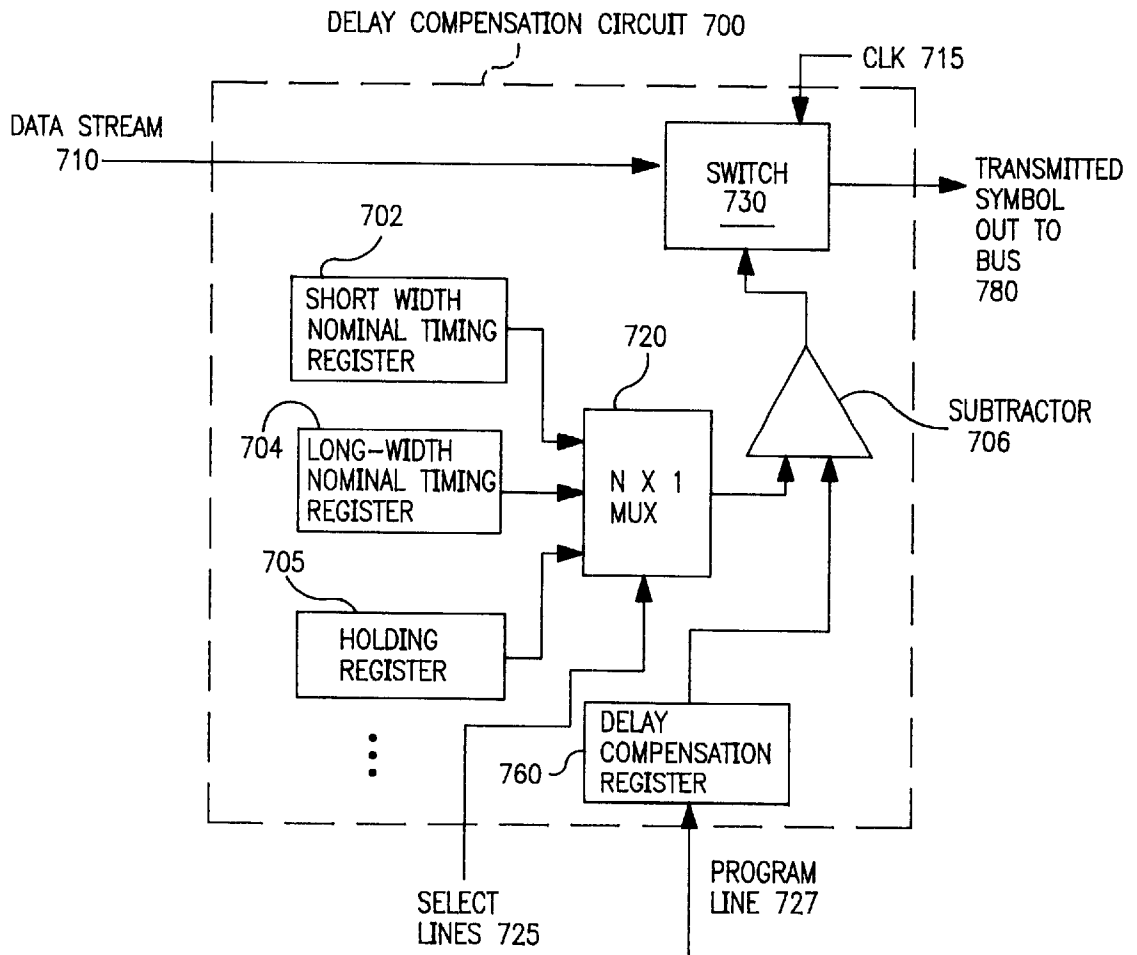 DELAY COMPENSATION CIRCUIT 700
CLK 715
DATA STREAM
710
SWITCH
730
TRANSMITTED
SYMBOL
OUT TO
BUS
780
702
SHORT WIDTH
NOMINAL TIMING
REGISTER
720
704
LONG-WIDTH
NOMINAL TIMING
REGISTER
N X 1
MUX
SUBTRACTOR
706
705
HOLDING
REGISTER
760
DELAY
COMPENSATION
REGISTER
SELECT
LINES 725
PROGRAM
LINE 727